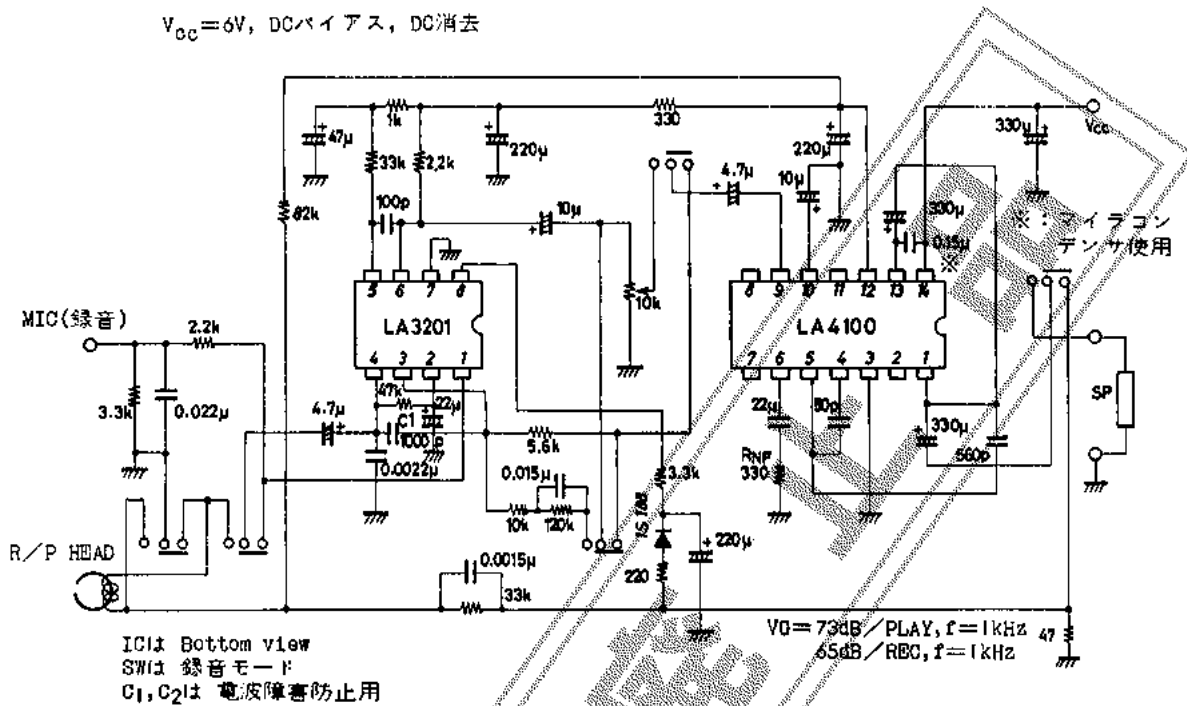 VCC=6V, DCバイアス, DC消去
1k
330
47μ
33k
2.2k
220μ
220μ
330μ
VCC
82k
100p
10μ
4.7μ
10μ
330μ
0.15μ
※
※:マイラコン
デンサ使用
5 6 7 8
10k
8 9 10 11 12 13 14
MIC(録音)
2.2k
LA3201
LA4100
4 3 2 1
7 6 5 4 3 2 1
3.3k
0.022μ
47k
4.7μ
C1
22μ
1000p
5.6k
22μ
50p
330μ
560p
SP
0.0022μ
0.015μ
3.3k
RNF
330
10k
120k
1S188
R/P HEAD
220μ
0.0015μ
220
33k
VG=73dB/PLAY, f=1kHz
65dB/REC, f=1kHz
47
ICは Bottom view
SWは 録音モード
C1,C2は 電波障害防止用